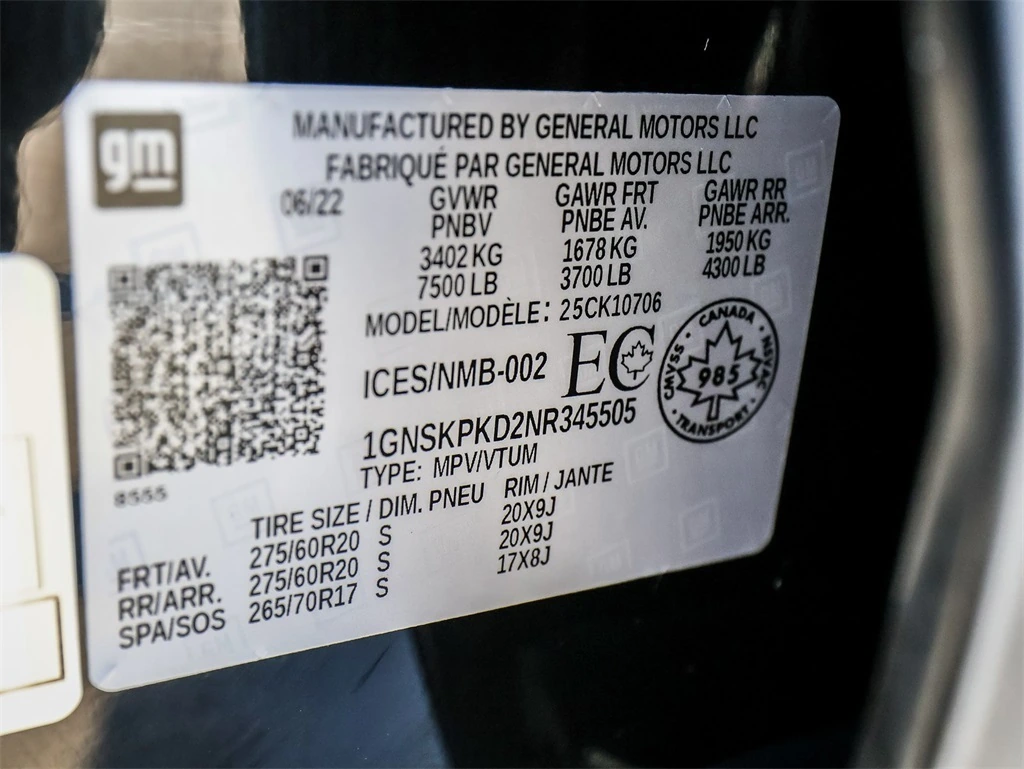 gm
MANUFACTURED BY GENERAL MOTORS LLC
FABRIQUÉ PAR GENERAL MOTORS LLC
06/22 GVWR GAWR FRT GAWR RR
PNBV PNBE AV. PNBE ARR.
3402 KG 1678 KG 1950 KG
7500 LB 3700 LB 4300 LB
MODEL/MODÈLE: 25CK10706
ICES/NMB-002 EC
CANADA
CMVSS 985 NSVAC
TRANSPORT
1GNSKPKD2NR345505
TYPE: MPV/VTUM
8555
TIRE SIZE / DIM. PNEU RIM / JANTE
FRT/AV. 275/60R20 S 20X9J
RR/ARR. 275/60R20 S 20X9J
SPA/SOS 265/70R17 S 17X8J